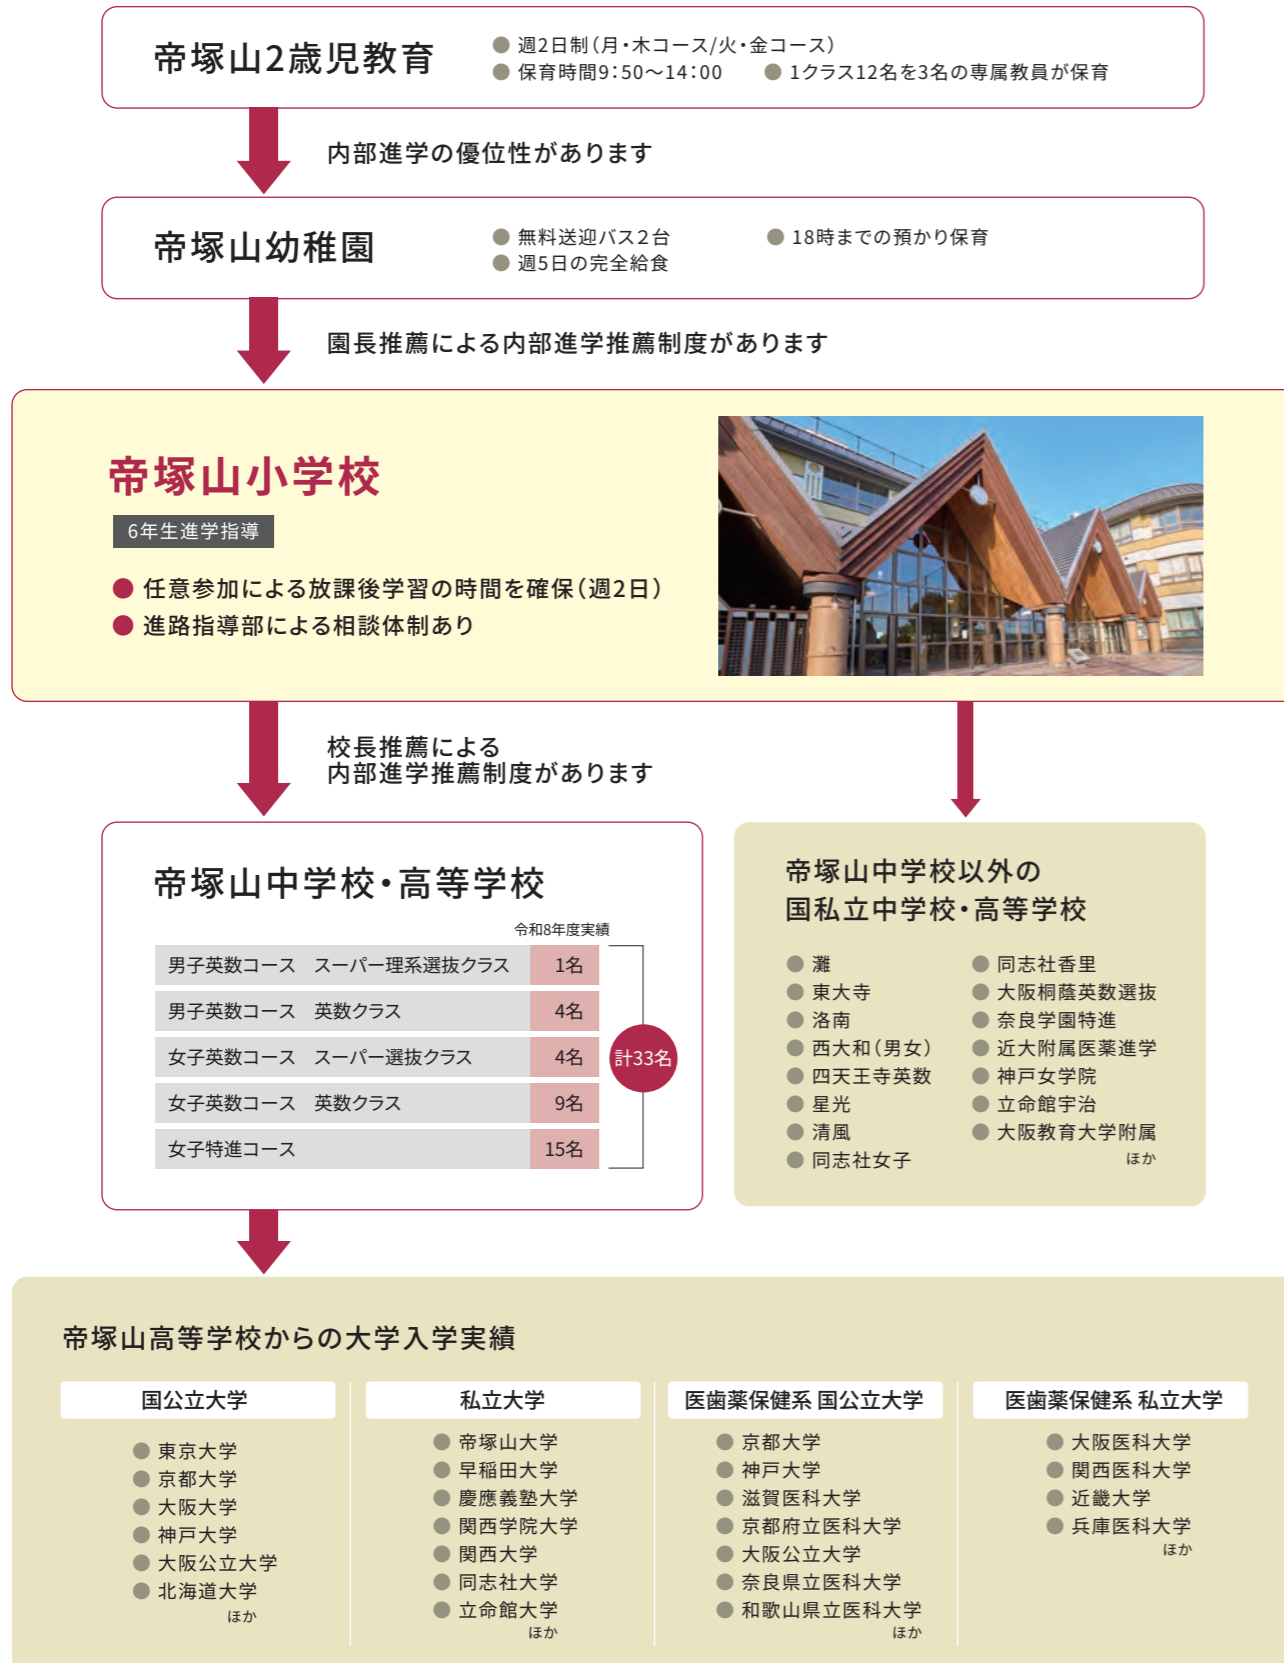 帝塚山2歳児教育
● 週2日制（月・木コース/火・金コース）
● 保育時間9：50〜14：00　● 1クラス12名を3名の専属教員が保育
内部進学の優位性があります
帝塚山幼稚園
● 無料送迎バス2台　● 18時までの預かり保育
● 週5日の完全給食
園長推薦による内部進学推薦制度があります
帝塚山小学校
6年生進学指導
● 任意参加による放課後学習の時間を確保（週2日）
● 進路指導部による相談体制あり
校長推薦による
内部進学推薦制度があります
帝塚山中学校・高等学校
令和8年度実績
男子英数コース　スーパー理系選抜クラス　1名
男子英数コース　英数クラス　4名
女子英数コース　スーパー選抜クラス　4名
女子英数コース　英数クラス　9名
女子特進コース　15名
計33名
帝塚山中学校以外の
国私立中学校・高等学校
● 灘
● 東大寺
● 洛南
● 西大和（男女）
● 四天王寺英数
● 星光
● 清風
● 同志社女子
● 同志社香里
● 大阪桐蔭英数選抜
● 奈良学園特進
● 近大附属医薬進学
● 神戸女学院
● 立命館宇治
● 大阪教育大学附属
ほか
帝塚山高等学校からの大学入学実績
国公立大学
● 東京大学
● 京都大学
● 大阪大学
● 神戸大学
● 大阪公立大学
● 北海道大学
ほか
私立大学
● 帝塚山大学
● 早稲田大学
● 慶應義塾大学
● 関西学院大学
● 関西大学
● 同志社大学
● 立命館大学
ほか
医歯薬保健系 国公立大学
● 京都大学
● 神戸大学
● 滋賀医科大学
● 京都府立医科大学
● 大阪公立大学
● 奈良県立医科大学
● 和歌山県立医科大学
ほか
医歯薬保健系 私立大学
● 大阪医科大学
● 関西医科大学
● 近畿大学
● 兵庫医科大学
ほか